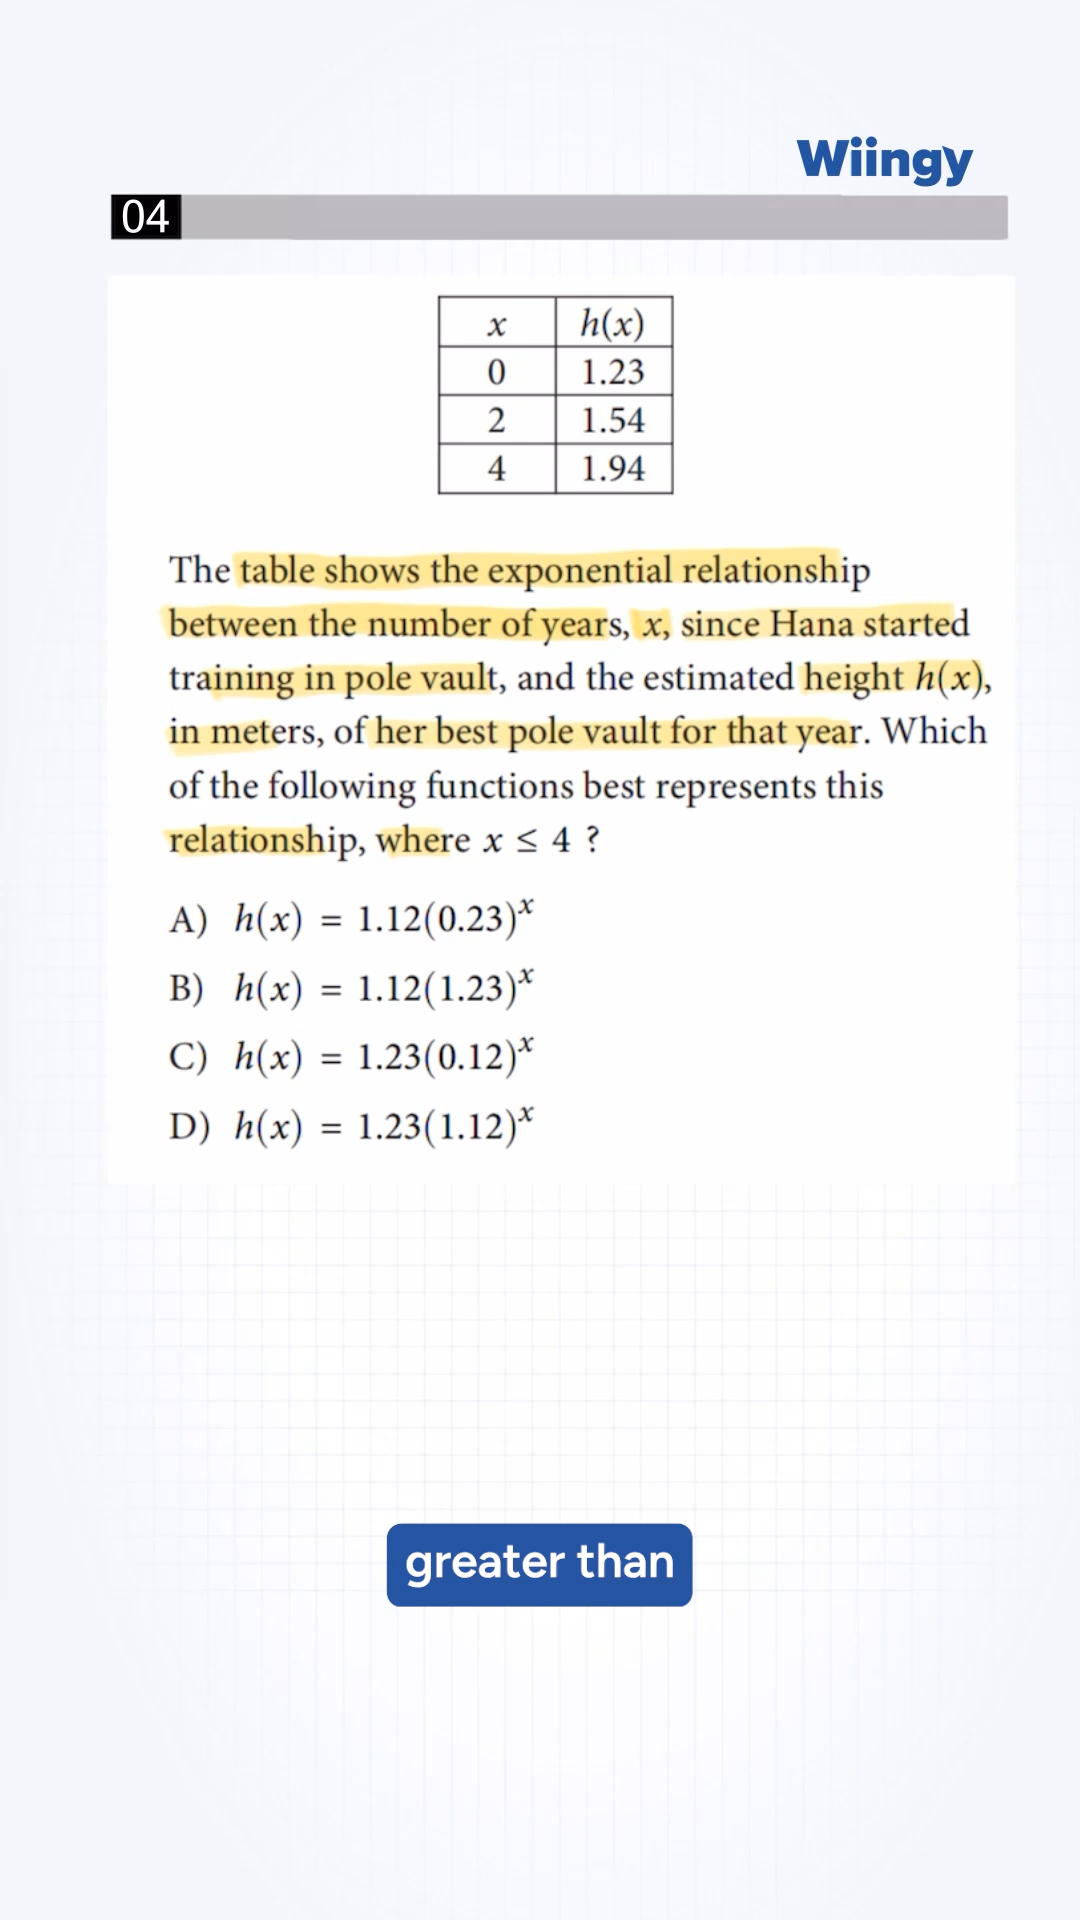 Wiingy
04
x h(x)
0 1.23
2 1.54
4 1.94
The table shows the exponential relationship
between the number of years, x, since Hana started
training in pole vault, and the estimated height h(x),
in meters, of her best pole vault for that year. Which
of the following functions best represents this
relationship, where x ≤ 4 ?
A) h(x) = 1.12(0.23)ˣ
B) h(x) = 1.12(1.23)ˣ
C) h(x) = 1.23(0.12)ˣ
D) h(x) = 1.23(1.12)ˣ
greater than